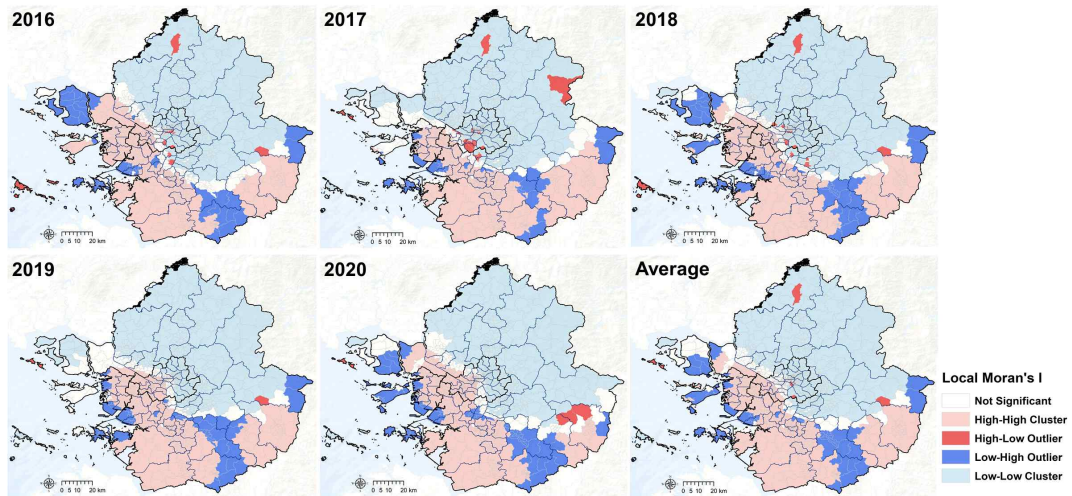 2016
2017
2018
0 5 10 20 km
0 5 10 20 km
0 5 10 20 km
2019
2020
Average
0 5 10 20 km
0 5 10 20 km
0 5 10 20 km
Local Moran's I
Not Significant
High-High Cluster
High-Low Outlier
Low-High Outlier
Low-Low Cluster